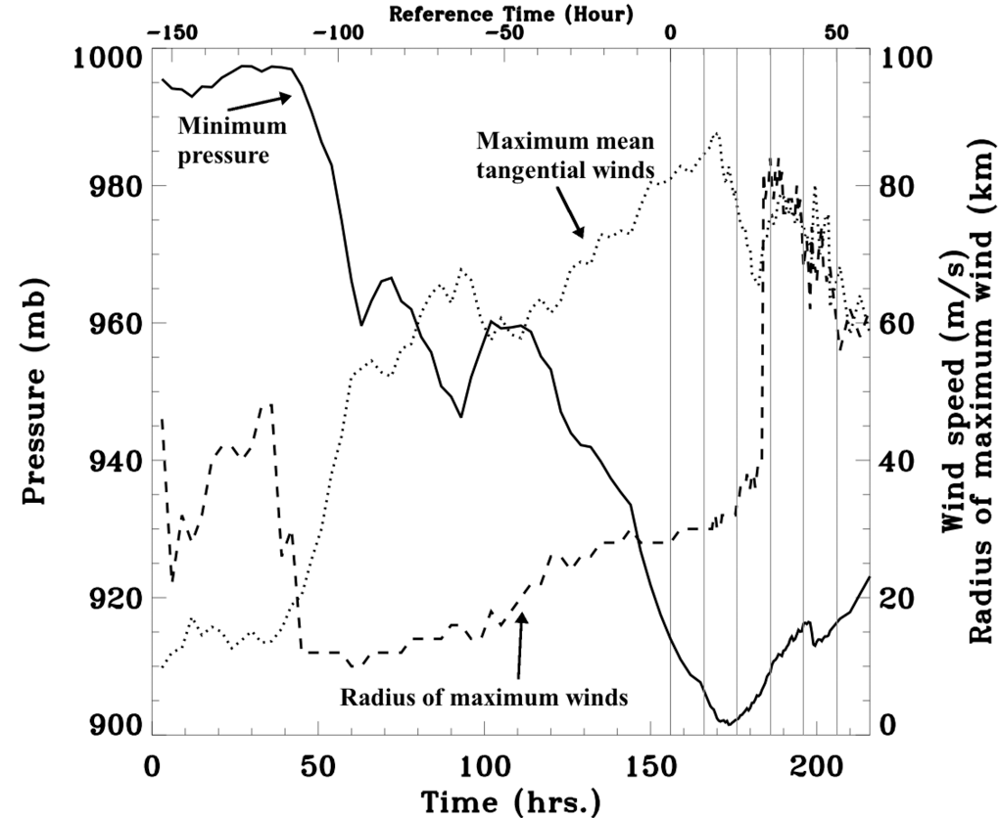 Reference Time (Hour)
−150 −100 −50 0 50
1000 100
Minimum
pressure
Maximum mean
tangential winds
980 80
960 60
940 40
920 20
Radius of maximum winds
900 0
0 50 100 150 200
Time (hrs.)
Pressure (mb)
Wind speed (m/s)
Radius of maximum wind (km)